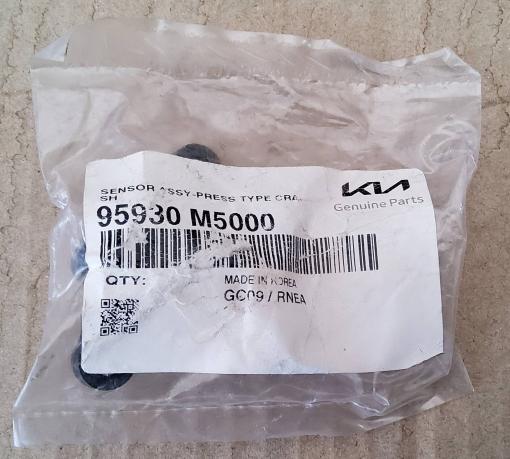 SENSOR ASSY-PRESS TYPE CRA
SH
95930 M5000
KIA
Genuine Parts
QTY:
MADE IN KOREA
GC09 / RNEA